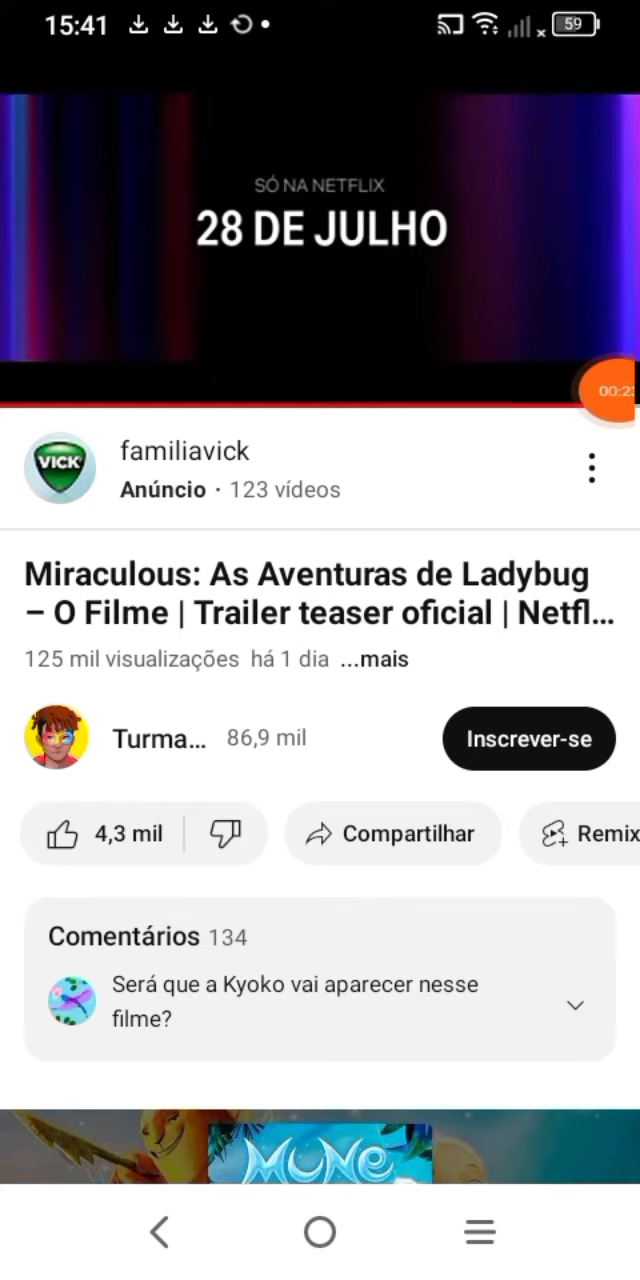 15:41
59
SÓ NA NETFLIX
28 DE JULHO
VICK
familiavick
Anúncio · 123 vídeos
Miraculous: As Aventuras de Ladybug
– O Filme | Trailer teaser oficial | Netfl...
125 mil visualizações há 1 dia ...mais
Turma... 86,9 mil
Inscrever-se
4,3 mil
Compartilhar
Remix
Comentários 134
Será que a Kyoko vai aparecer nesse
filme?
MUNE